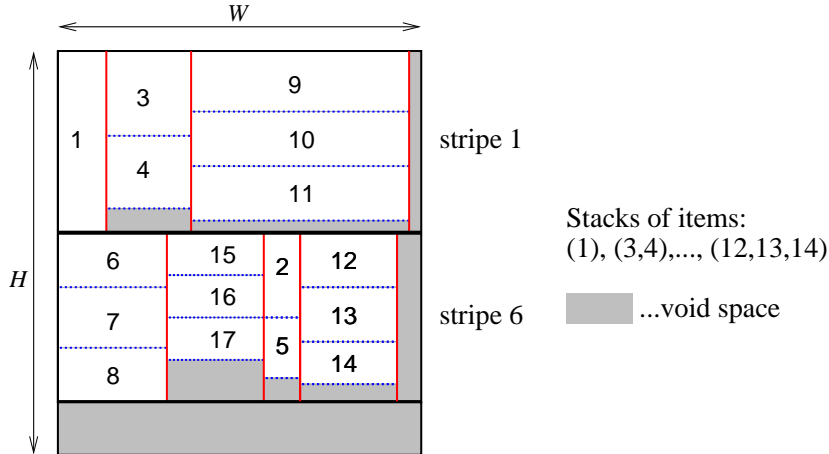 W
H
1
3
4
9
10
11
stripe 1
6
7
8
15
16
17
2
5
12
13
14
stripe 6
Stacks of items:
(1), (3,4),..., (12,13,14)
...void space